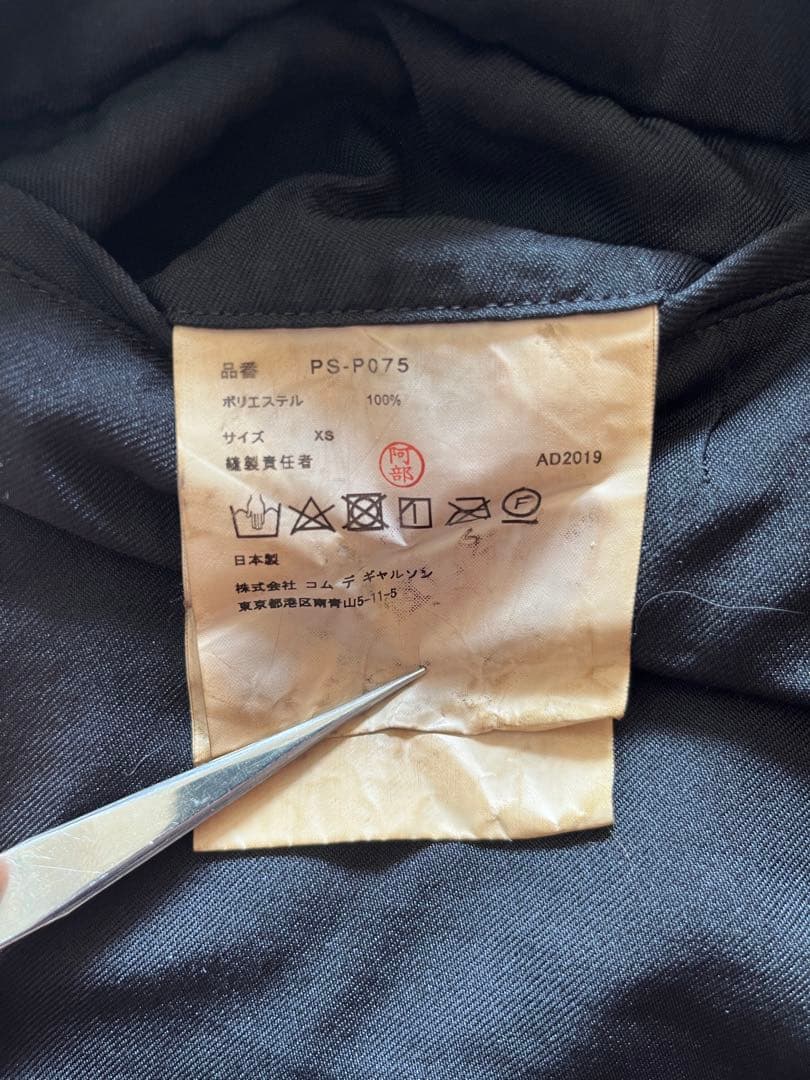 品番 PS-P075
ポリエステル 100%
サイズ XS
縫製責任者 阿部 AD2019
F
日本製
株式会社 コム デ ギャルソン
東京都港区南青山5-11-5